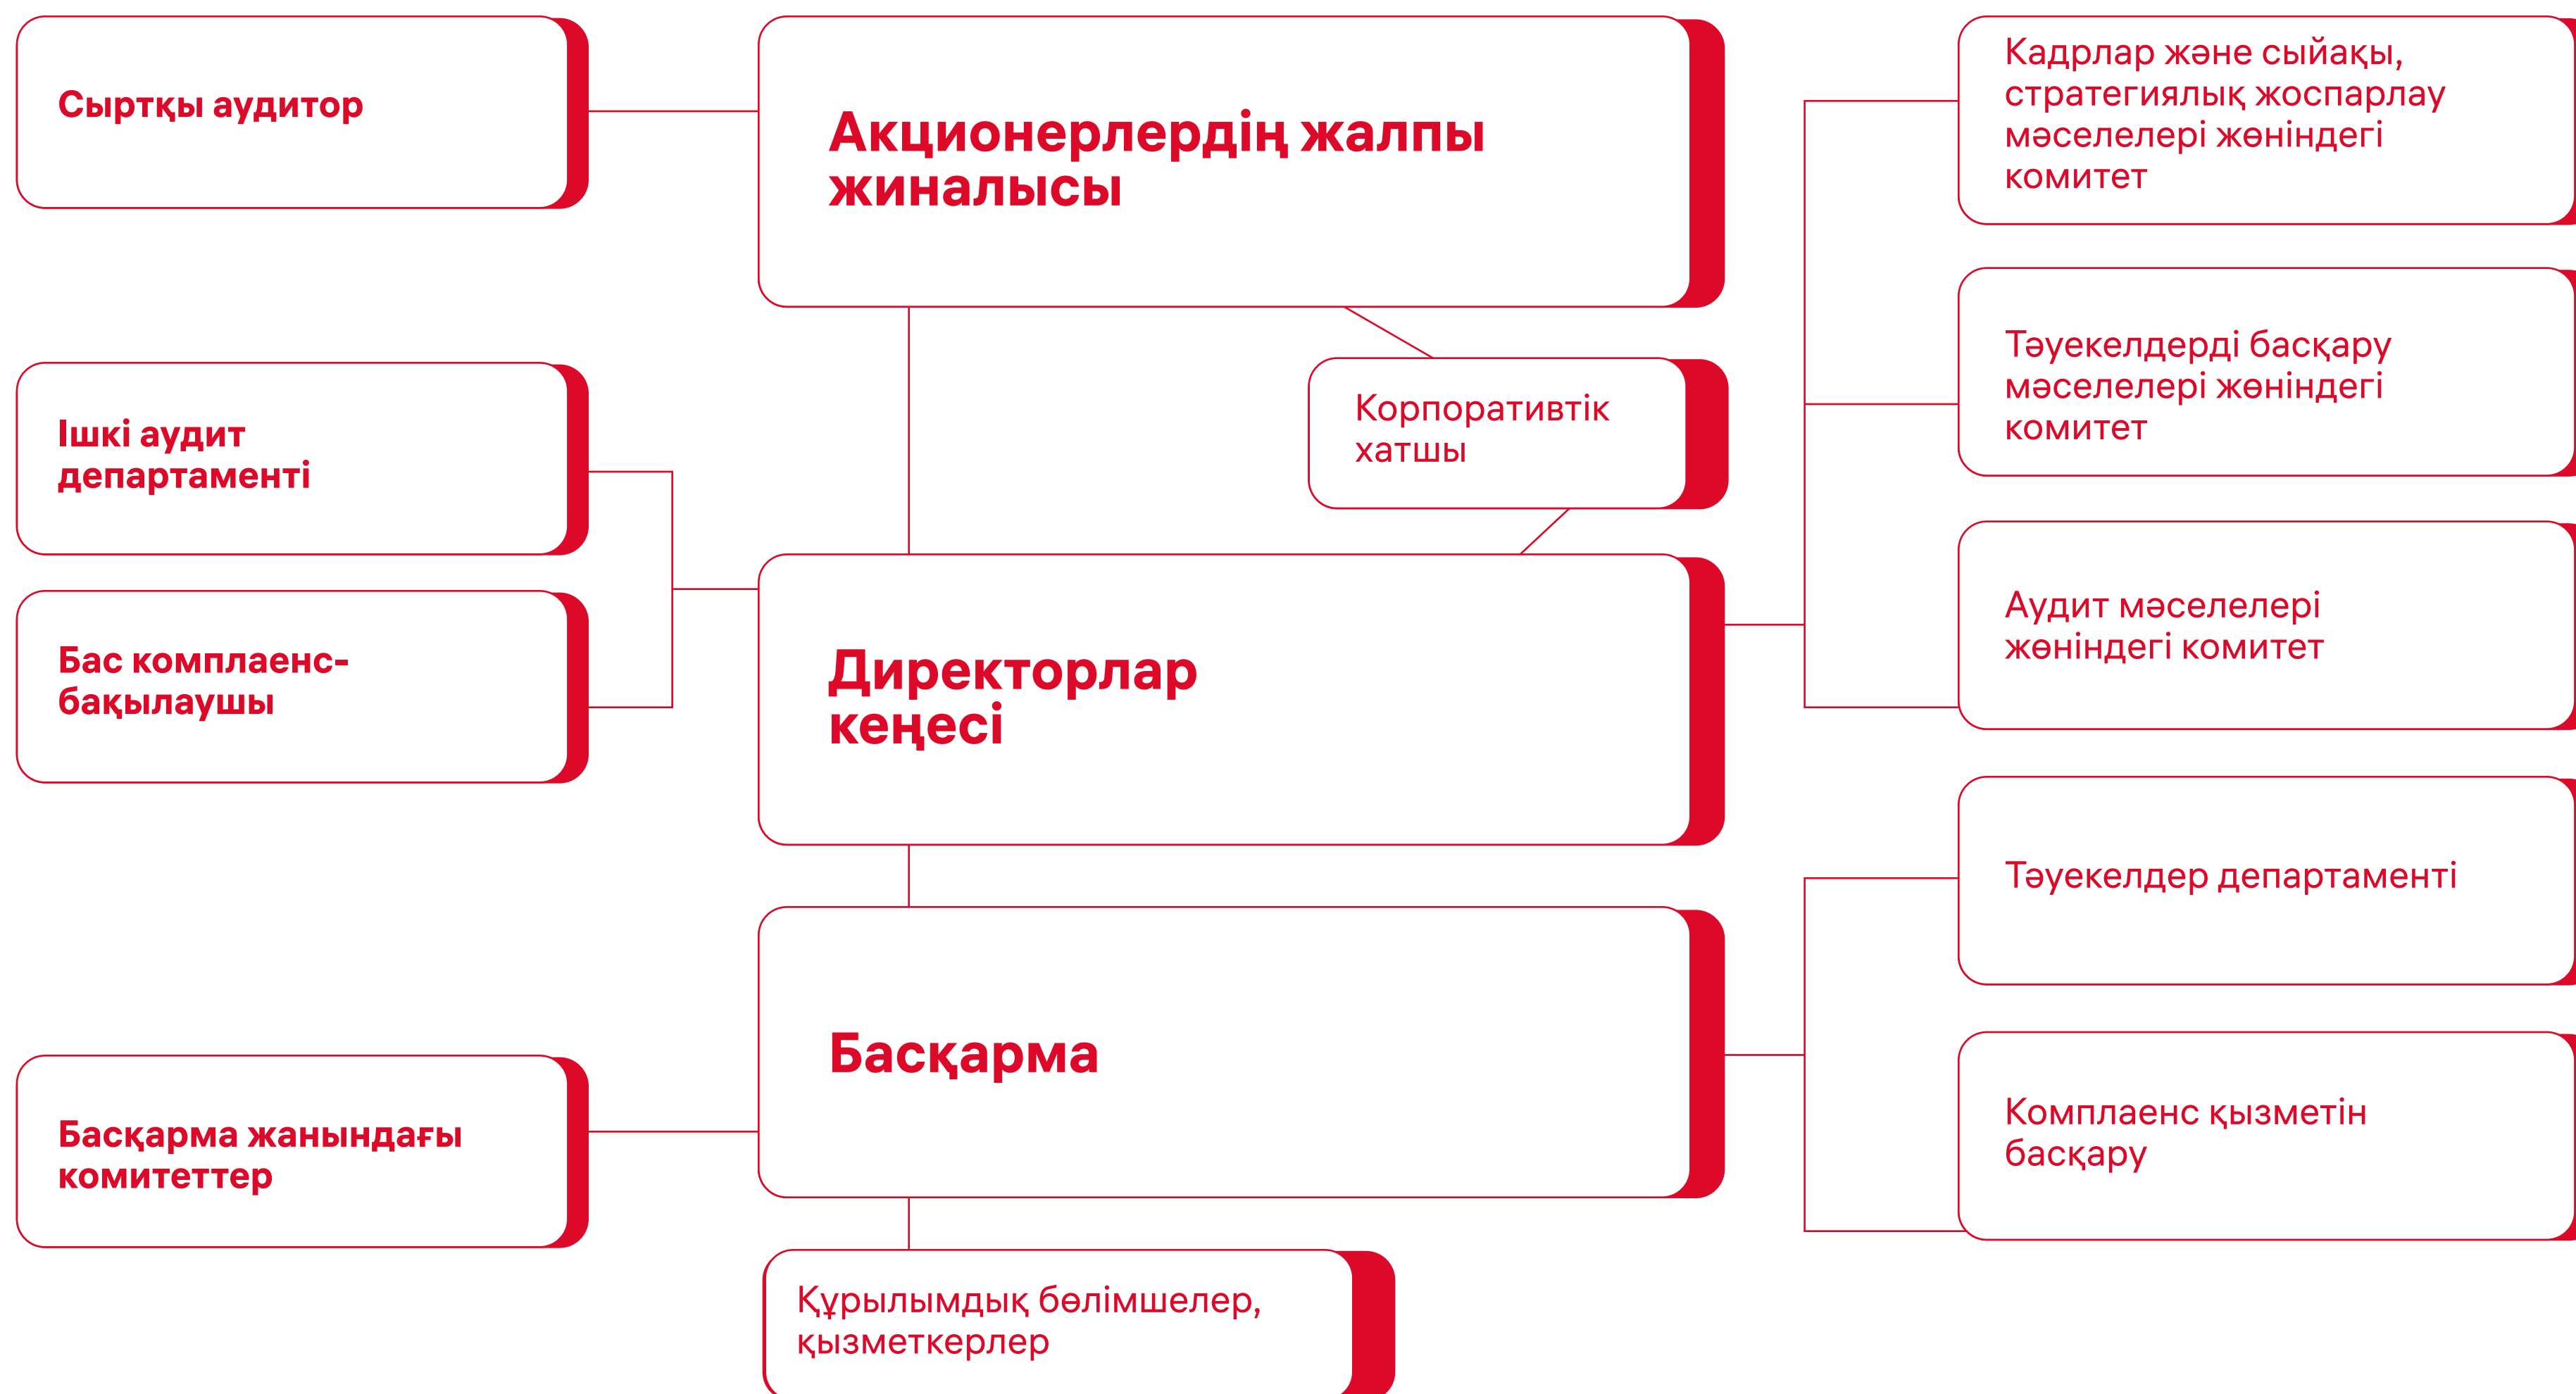 Сыртқы аудитор
Акционерлердің жалпы
жиналысы
Кадрлар және сыйақы,
стратегиялық жоспарлау
мәселелері жөніндегі
комитет
Ішкі аудит
департаменті
Корпоративтік
хатшы
Тәуекелдерді басқару
мәселелері жөніндегі
комитет
Бас комплаенс-
бақылаушы
Директорлар
кеңесі
Аудит мәселелері
жөніндегі комитет
Тәуекелдер департаменті
Басқарма жанындағы
комитеттер
Басқарма
Комплаенс қызметін
басқару
Құрылымдық бөлімшелер,
қызметкерлер